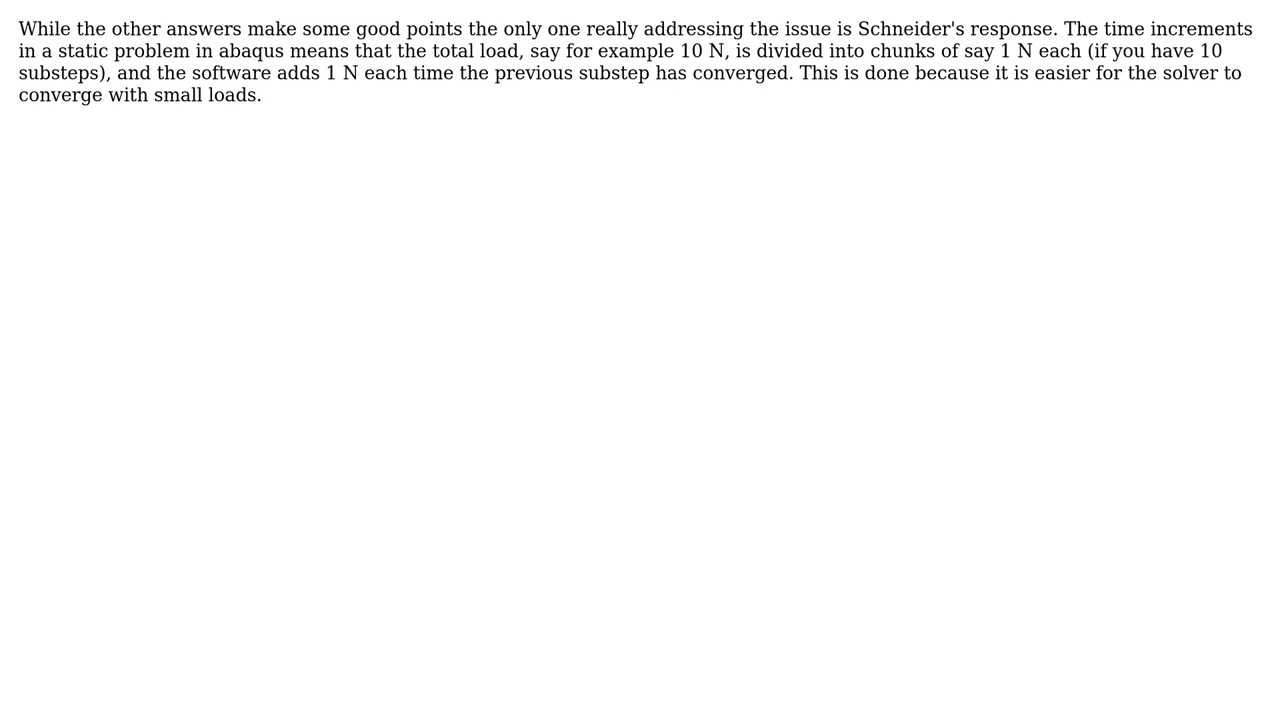 While the other answers make some good points the only one really addressing the issue is Schneider's response. The time increments
in a static problem in abaqus means that the total load, say for example 10 N, is divided into chunks of say 1 N each (if you have 10
substeps), and the software adds 1 N each time the previous substep has converged. This is done because it is easier for the solver to
converge with small loads.